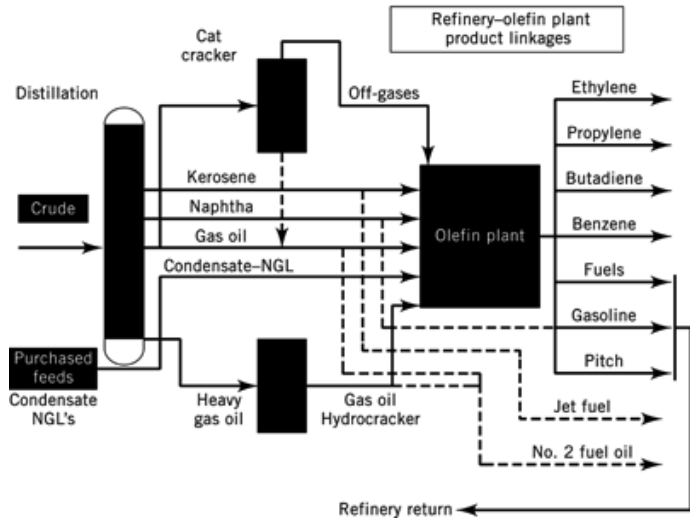 Refinery–olefin plant
product linkages
Cat
cracker
Distillation
Off-gases
Ethylene
Propylene
Butadiene
Benzene
Fuels
Gasoline
Pitch
Kerosene
Naphtha
Gas oil
Condensate–NGL
Crude
Olefin plant
Purchased
feeds
Condensate
NGL's
Heavy
gas oil
Gas oil
Hydrocracker
Jet fuel
No. 2 fuel oil
Refinery return